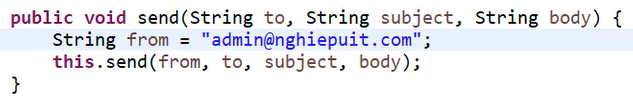 public void send(String to, String subject, String body) {
    String from = "admin@nghiepuit.com";
    this.send(from, to, subject, body);
}